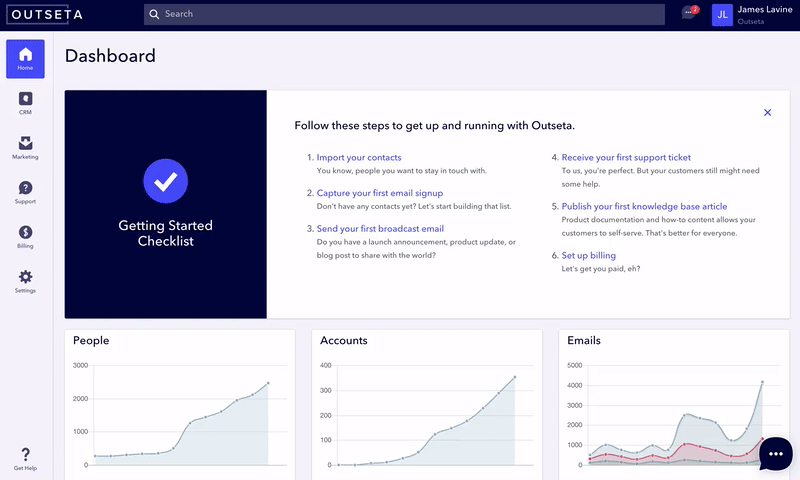 OUTSETA
Search
2
JL
James Lavine
Outseta
Home
CRM
Marketing
Support
Billing
Settings
Get Help
Dashboard
Getting Started
Checklist
Follow these steps to get up and running with Outseta.
1. Import your contacts
You know, people you want to stay in touch with.
2. Capture your first email signup
Don't have any contacts yet? Let's start building that list.
3. Send your first broadcast email
Do you have a launch announcement, product update, or
blog post to share with the world?
4. Receive your first support ticket
To us, you're perfect. But your customers still might need
some help.
5. Publish your first knowledge base article
Product documentation and how-to content allows your
customers to self-serve. That's better for everyone.
6. Set up billing
Let's get you paid, eh?
People
3000
2000
1000
0
Accounts
400
300
200
100
0
Emails
5000
4000
3000
2000
1000
0